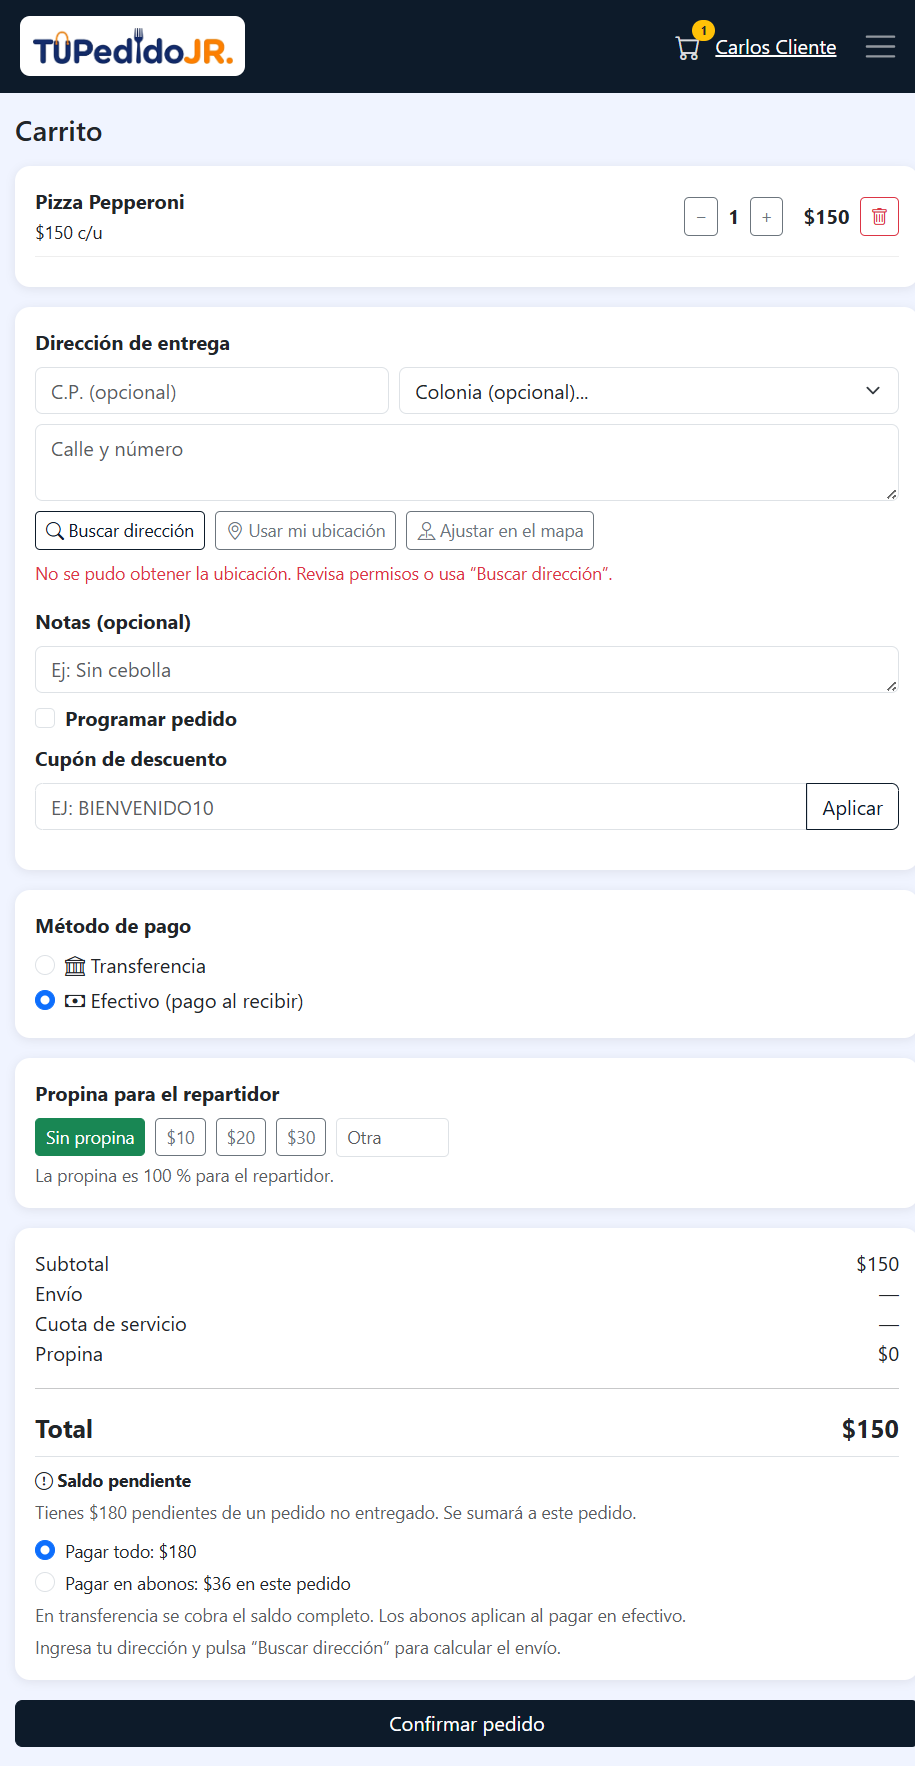 TUPedidoJR.
1
Carlos Cliente
Carrito
Pizza Pepperoni
$150 c/u
− 1 + $150
Dirección de entrega
C.P. (opcional)
Colonia (opcional)...
Calle y número
Buscar dirección
Usar mi ubicación
Ajustar en el mapa
No se pudo obtener la ubicación. Revisa permisos o usa “Buscar dirección”.
Notas (opcional)
Ej: Sin cebolla
Programar pedido
Cupón de descuento
EJ: BIENVENIDO10
Aplicar
Método de pago
Transferencia
Efectivo (pago al recibir)
Propina para el repartidor
Sin propina $10 $20 $30 Otra
La propina es 100 % para el repartidor.
Subtotal $150
Envío —
Cuota de servicio —
Propina $0
Total $150
Saldo pendiente
Tienes $180 pendientes de un pedido no entregado. Se sumará a este pedido.
Pagar todo: $180
Pagar en abonos: $36 en este pedido
En transferencia se cobra el saldo completo. Los abonos aplican al pagar en efectivo.
Ingresa tu dirección y pulsa “Buscar dirección” para calcular el envío.
Confirmar pedido